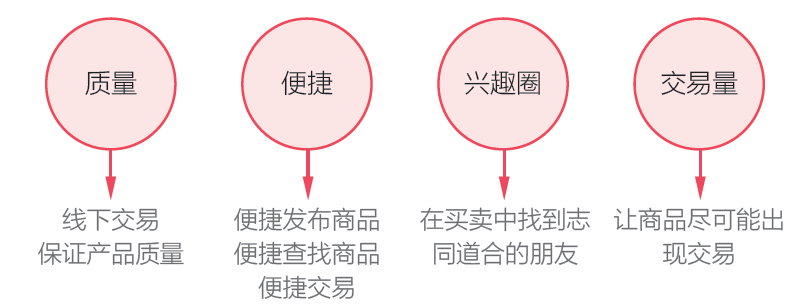 质量
便捷
兴趣圈
交易量
线下交易
保证产品质量
便捷发布商品
便捷查找商品
便捷交易
在买卖中找到志
同道合的朋友
让商品尽可能出
现交易